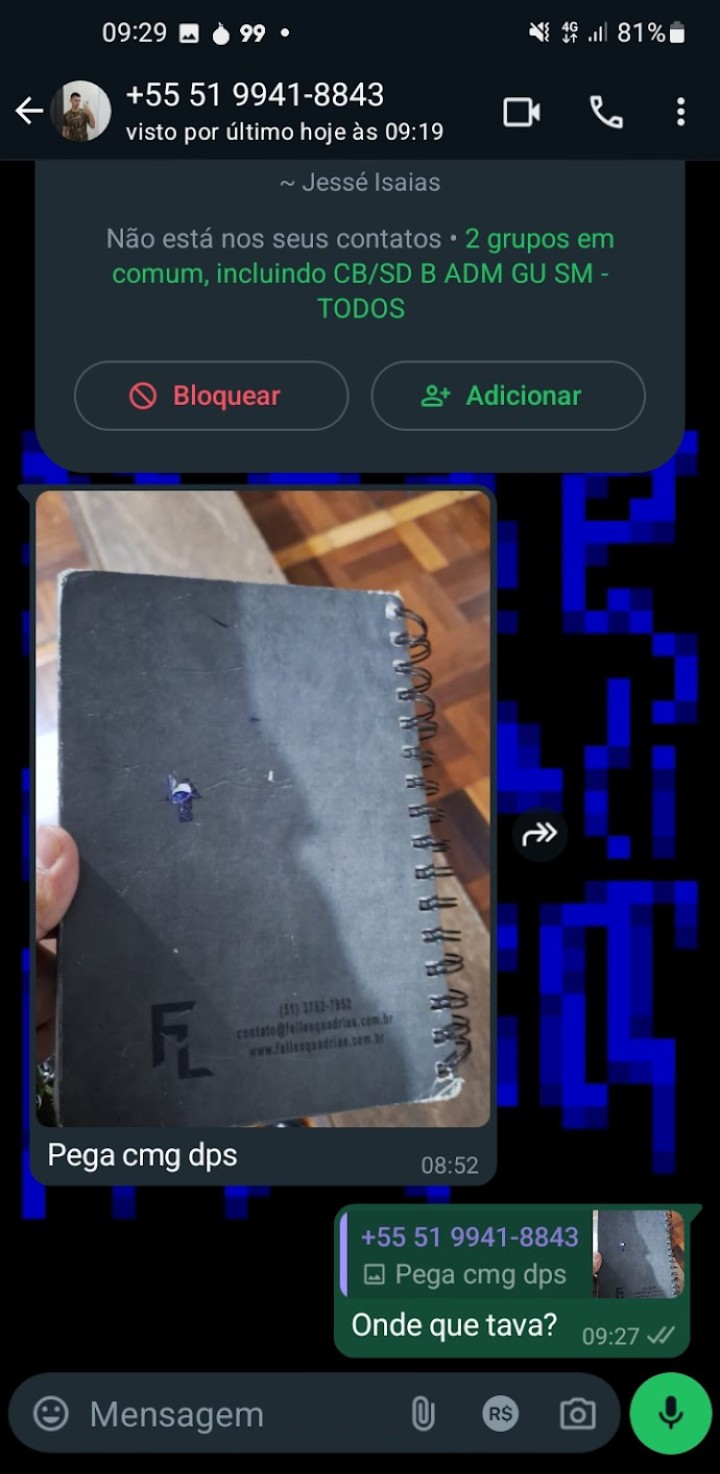 09:29 99 4G 81%
+55 51 9941-8843
visto por último hoje às 09:19
~ Jessé Isaias
Não está nos seus contatos • 2 grupos em
comum, incluindo CB/SD B ADM GU SM -
TODOS
Bloquear Adicionar
FL
(51) 3762-7952
contato@fellesquadrias.com.br
www.fellesquadrias.com.br
Pega cmg dps 08:52
+55 51 9941-8843
Pega cmg dps
Onde que tava? 09:27
Mensagem R$